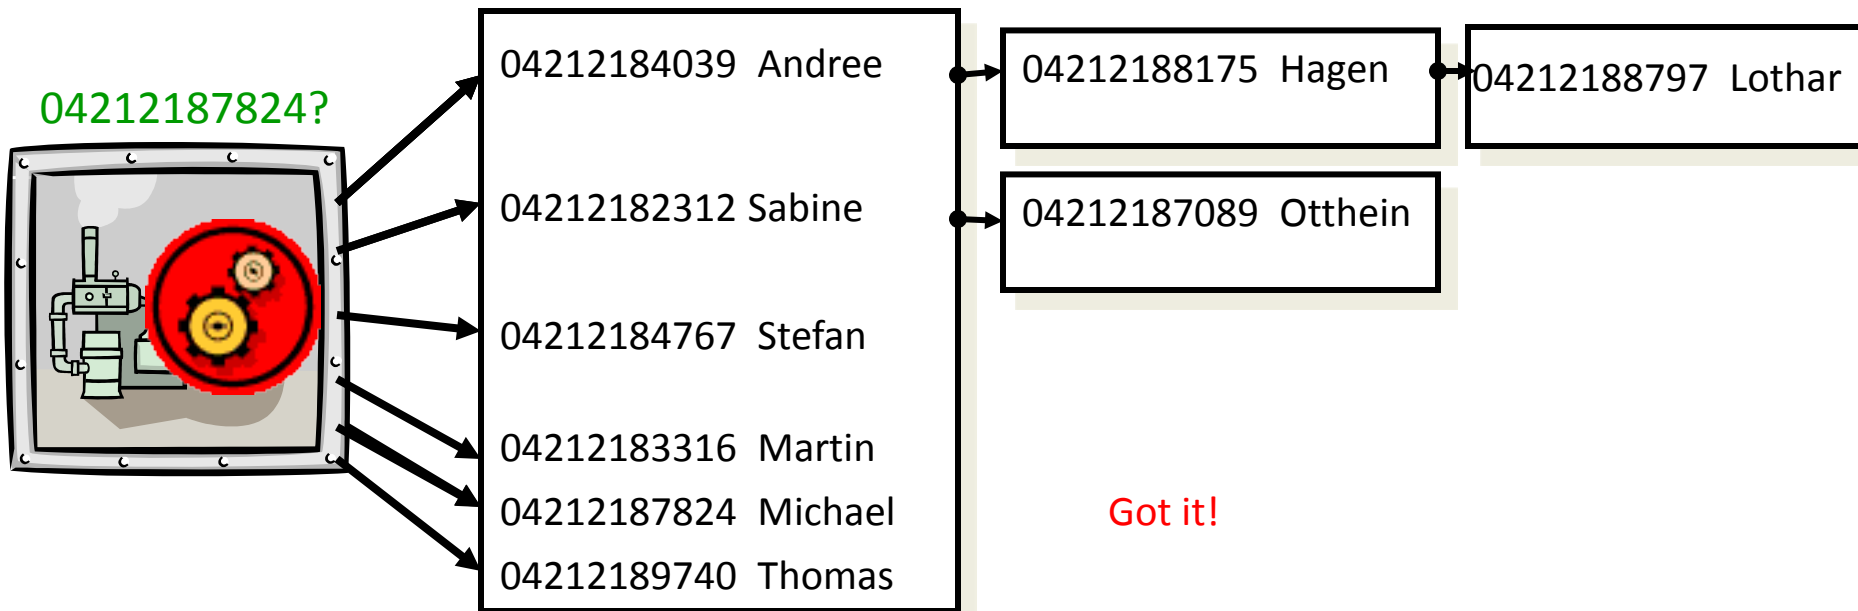 04212187824?
04212184039 Andree
04212188175 Hagen
04212188797 Lothar
04212182312 Sabine
04212187089 Otthein
04212184767 Stefan
04212183316 Martin
04212187824 Michael
Got it!
04212189740 Thomas